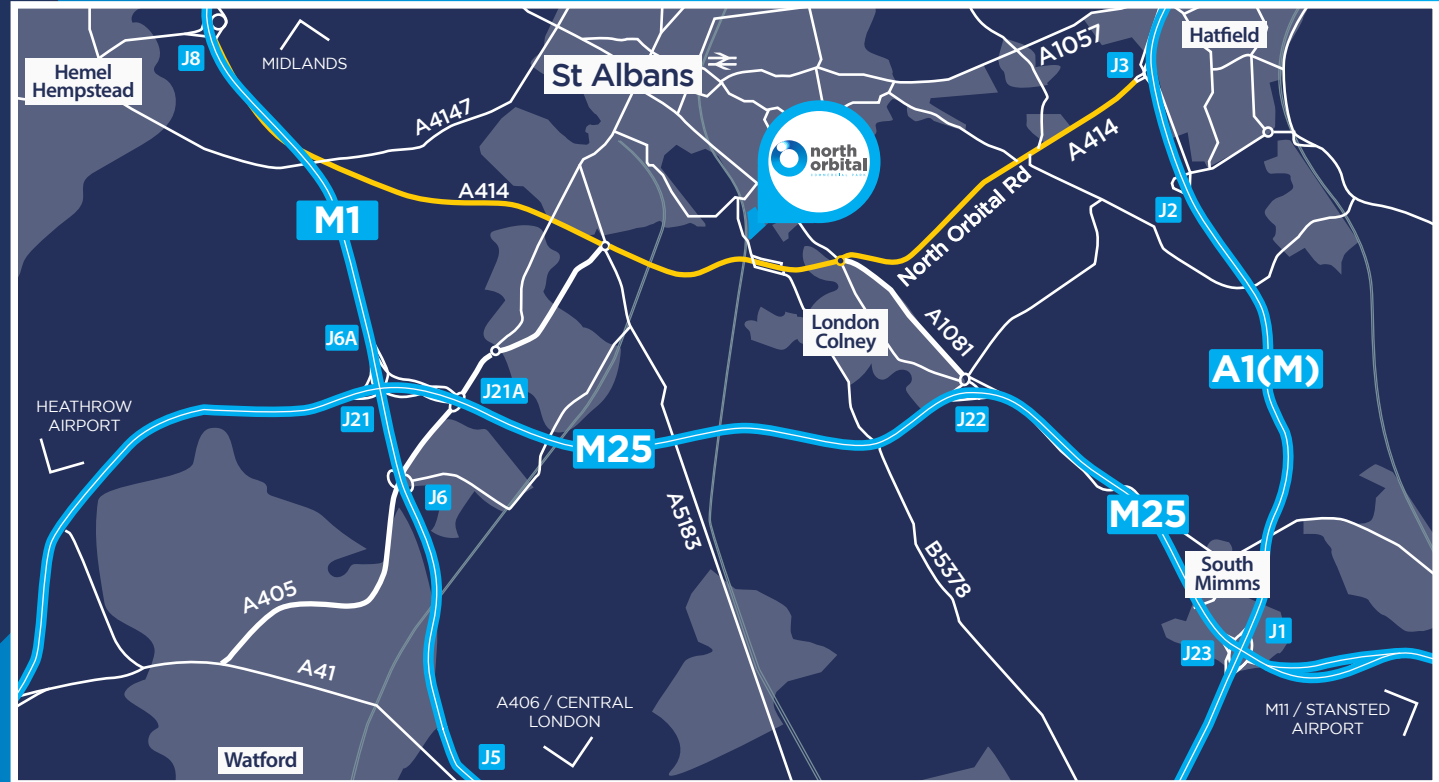 Hatfield
A1057
J8
MIDLANDS
St Albans
J3
Hemel
Hempstead
A4147
A414
north
orbital
A414
M1
J2
North Orbital Rd
London
Colney
A1081
J6A
A1(M)
HEATHROW
AIRPORT
J21A
J21
J22
M25
J6
A5183
M25
B5378
South
Mimms
A405
J1
J23
A41
A406 / CENTRAL
LONDON
M11 / STANSTED
AIRPORT
Watford
J5